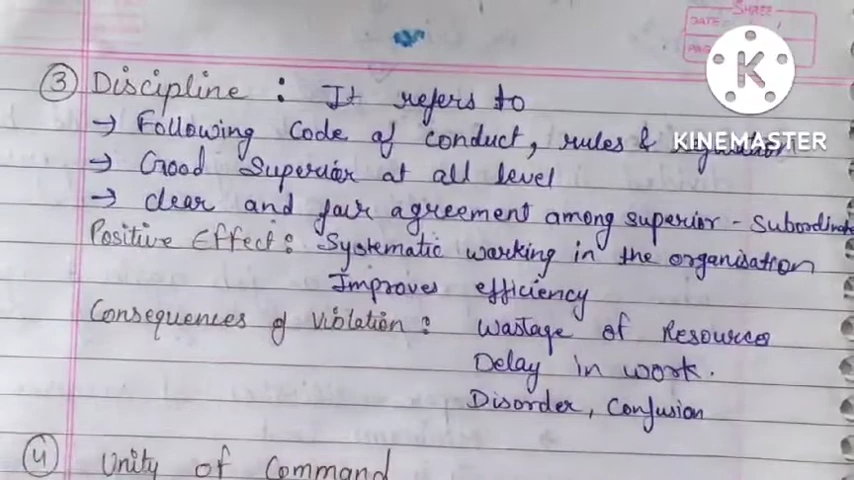 SHREE
DATE:
K
KINEMASTER
③ Discipline : It refers to
→ Following Code of conduct, rules & regulation
→ Good Superior at all level
→ clear and fair agreement among superior - subordinate
Positive Effect : Systematic working in the organisation
Improves efficiency
Consequences of Violation : Wastage of Resources
Delay in work.
Disorder, Confusion
④ Unity of Command